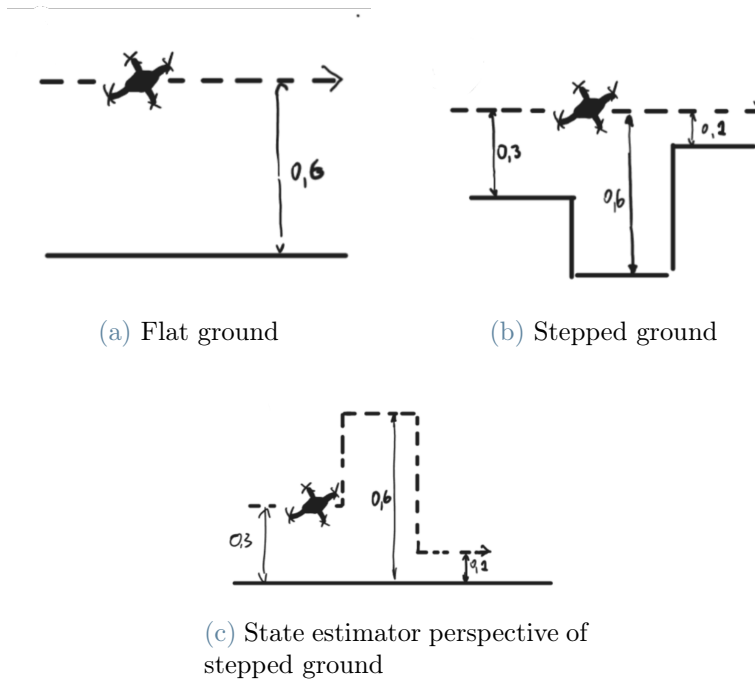 0,6
(a) Flat ground
0,3
0,6
0,1
(b) Stepped ground
0,3
0,6
0,1
(c) State estimator perspective of
stepped ground